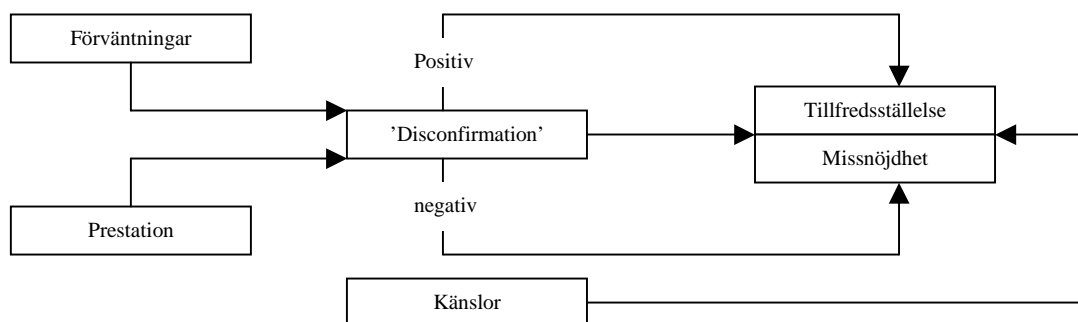 Förväntningar
Positiv
Tillfredsställelse
’Disconfirmation’
Missnöjdhet
negativ
Prestation
Känslor